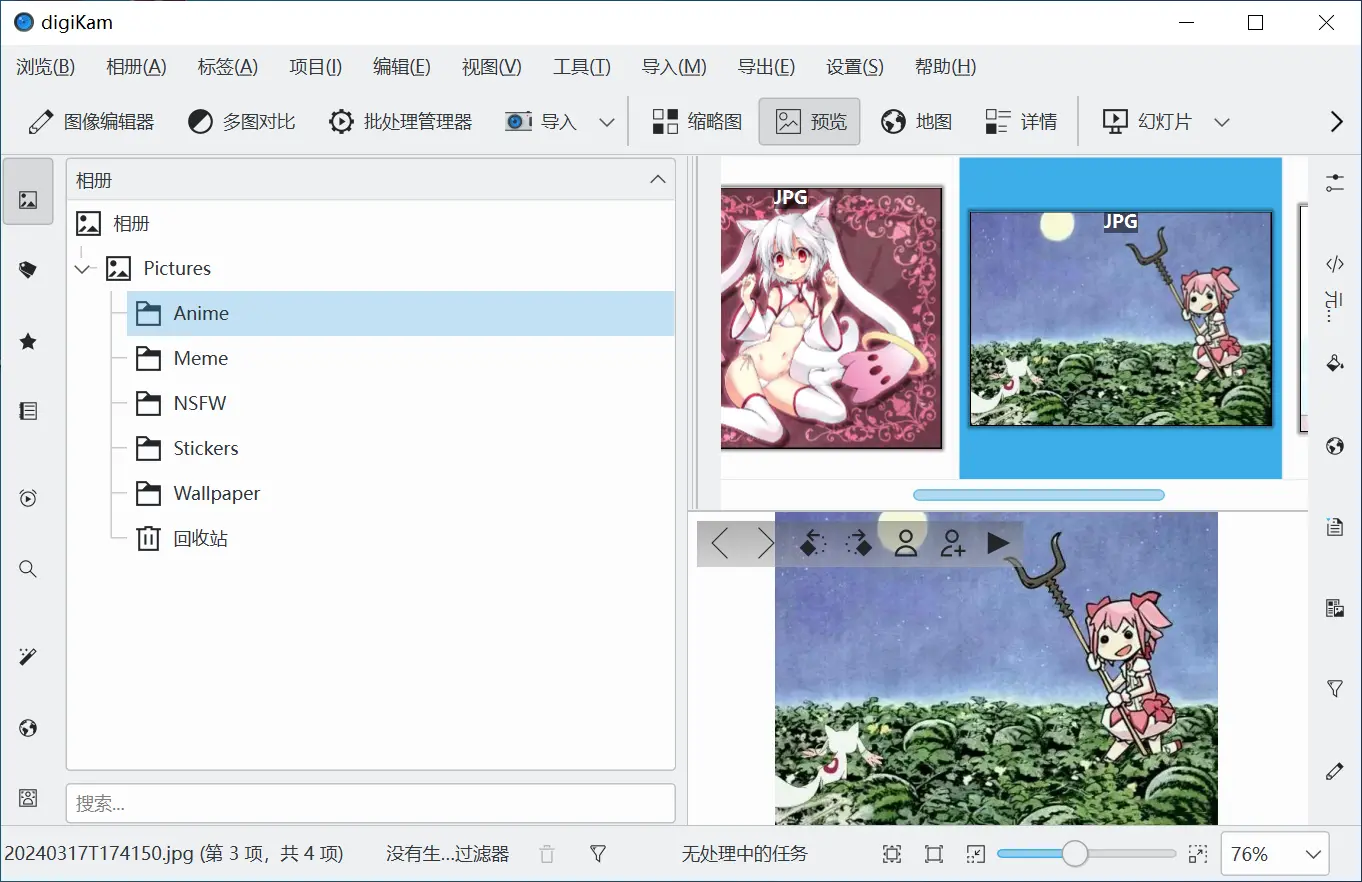 digiKam
浏览(B) 相册(A) 标签(A) 项目(I) 编辑(E) 视图(V) 工具(T) 导入(M) 导出(E) 设置(S) 帮助(H)
图像编辑器 多图对比 批处理管理器 导入 缩略图 预览 地图 详情 幻灯片
相册
相册
Pictures
Anime
Meme
NSFW
Stickers
Wallpaper
回收站
搜索...
JPG
JPG
20240317T174150.jpg (第 3 项，共 4 项) 没有生...过滤器 无处理中的任务 76%